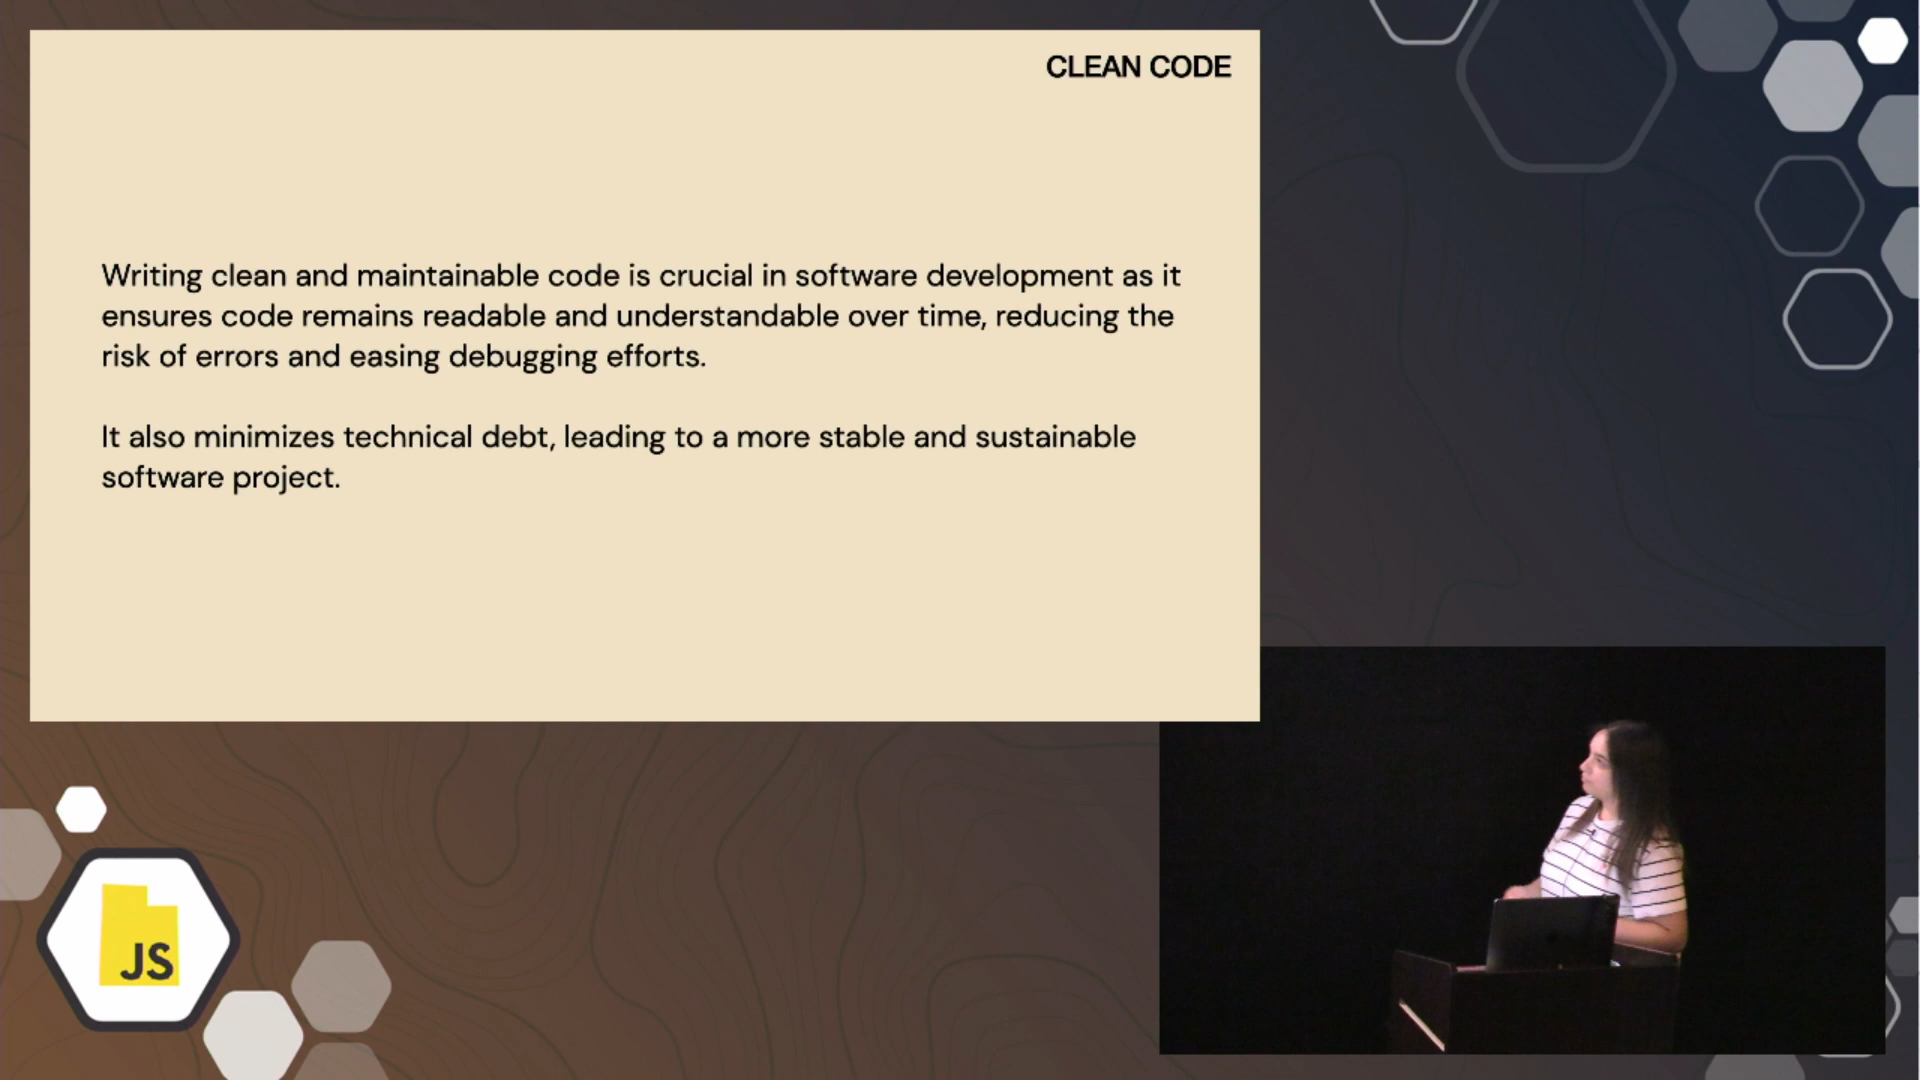 CLEAN CODE
Writing clean and maintainable code is crucial in software development as it
ensures code remains readable and understandable over time, reducing the
risk of errors and easing debugging efforts.
It also minimizes technical debt, leading to a more stable and sustainable
software project.
JS